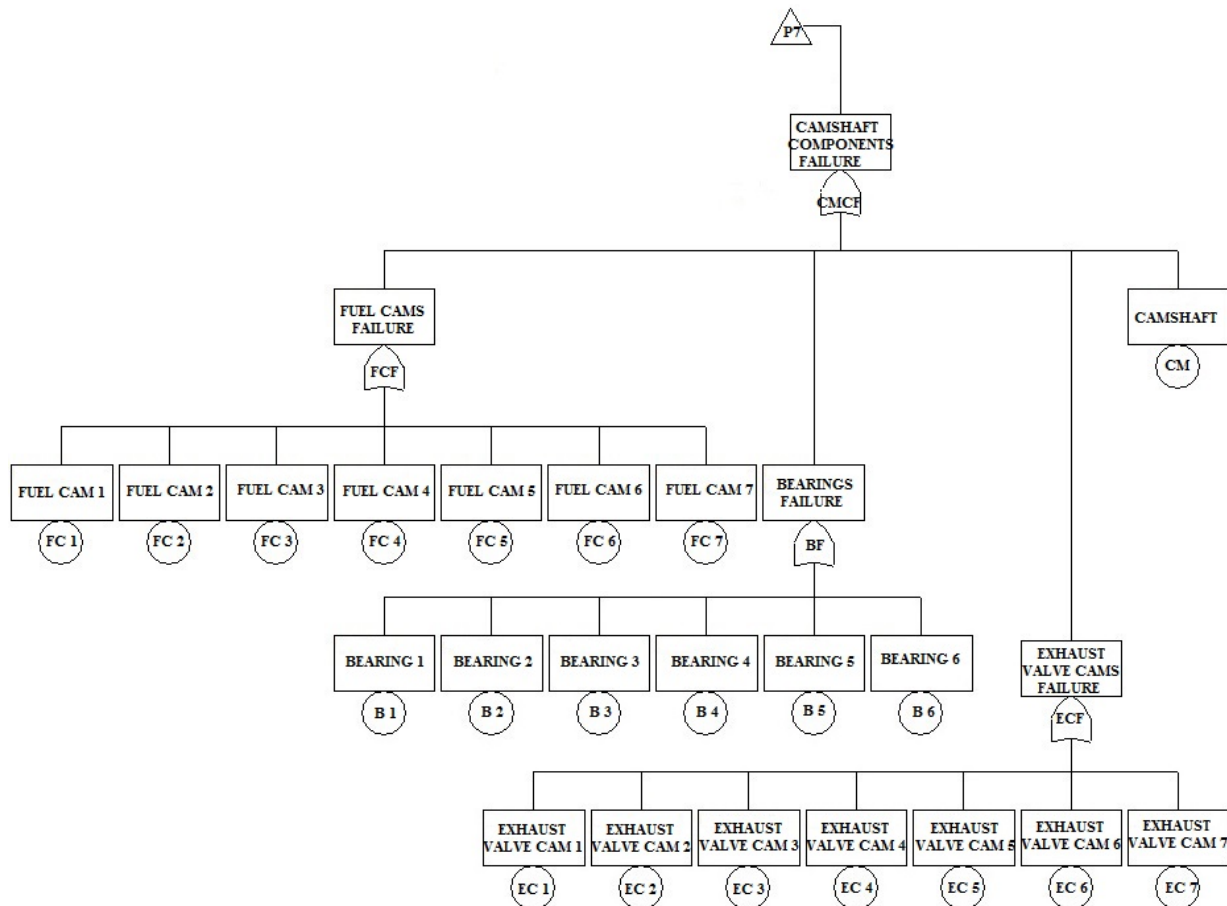 P7
CAMSHAFT
COMPONENTS
FAILURE
CMCF
FUEL CAMS
FAILURE
FCF
CAMSHAFT
CM
FUEL CAM 1
FUEL CAM 2
FUEL CAM 3
FUEL CAM 4
FUEL CAM 5
FUEL CAM 6
FUEL CAM 7
FC 1
FC 2
FC 3
FC 4
FC 5
FC 6
FC 7
BEARINGS
FAILURE
BF
BEARING 1
BEARING 2
BEARING 3
BEARING 4
BEARING 5
BEARING 6
B 1
B 2
B 3
B 4
B 5
B 6
EXHAUST
VALVE CAMS
FAILURE
ECF
EXHAUST
VALVE CAM 1
EXHAUST
VALVE CAM 2
EXHAUST
VALVE CAM 3
EXHAUST
VALVE CAM 4
EXHAUST
VALVE CAM 5
EXHAUST
VALVE CAM 6
EXHAUST
VALVE CAM 7
EC 1
EC 2
EC 3
EC 4
EC 5
EC 6
EC 7